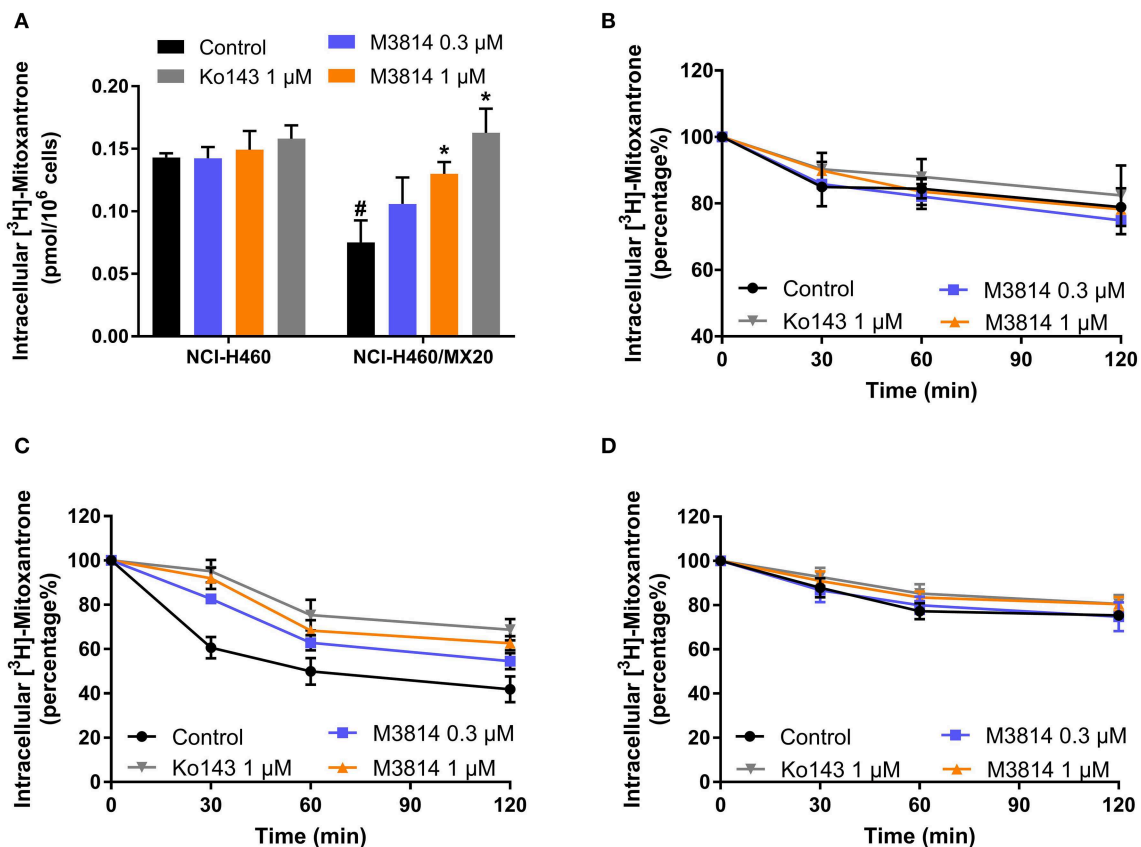 A
Control
M3814 0.3 µM
Ko143 1 µM
M3814 1 µM
Intracellular [³H]-Mitoxantrone
(pmol/10⁶ cells)
0.20
0.15
0.10
0.05
0.00
#
*
*
NCI-H460
NCI-H460/MX20
B
Intracellular [³H]-Mitoxantrone
(percentage%)
120
100
80
60
40
Control
M3814 0.3 µM
Ko143 1 µM
M3814 1 µM
0 30 60 90 120
Time (min)
C
Intracellular [³H]-Mitoxantrone
(percentage%)
120
100
80
60
40
20
0
Control
M3814 0.3 µM
Ko143 1 µM
M3814 1 µM
0 30 60 90 120
Time (min)
D
Intracellular [³H]-Mitoxantrone
(percentage%)
120
100
80
60
40
20
0
Control
M3814 0.3 µM
Ko143 1 µM
M3814 1 µM
0 30 60 90 120
Time (min)